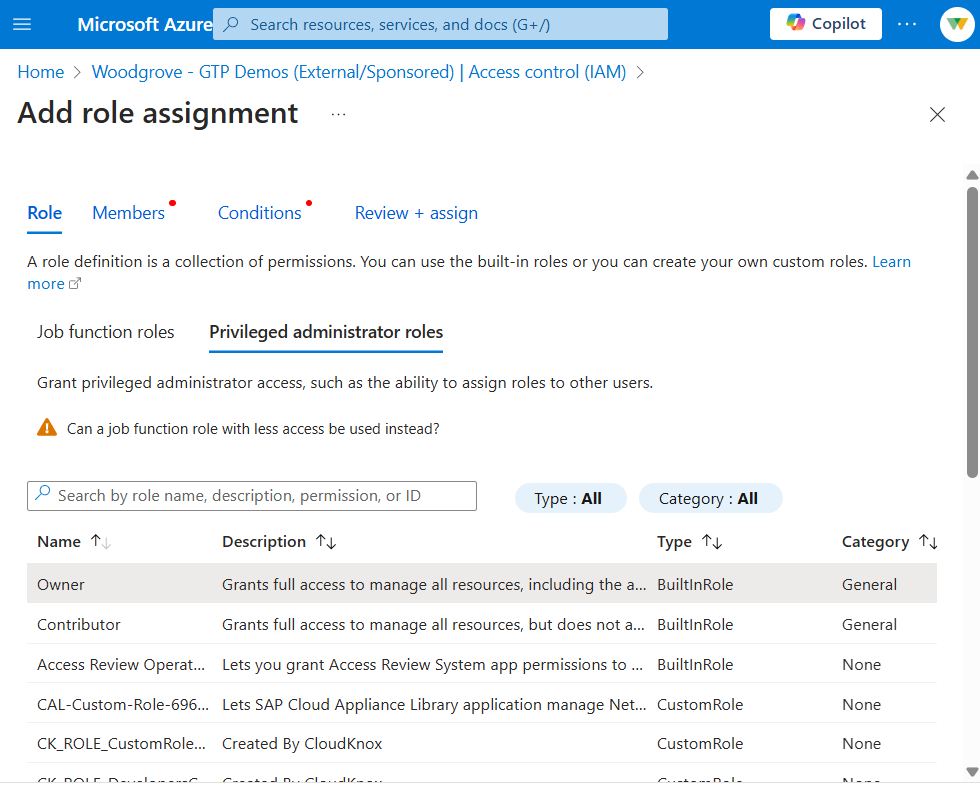 Microsoft Azure
Search resources, services, and docs (G+/)
Copilot
Home > Woodgrove - GTP Demos (External/Sponsored) | Access control (IAM) >
Add role assignment ...
Role Members Conditions Review + assign
A role definition is a collection of permissions. You can use the built-in roles or you can create your own custom roles. Learn
more
Job function roles Privileged administrator roles
Grant privileged administrator access, such as the ability to assign roles to other users.
Can a job function role with less access be used instead?
Search by role name, description, permission, or ID Type : All Category : All
Name ↑↓ Description ↑↓ Type ↑↓ Category ↑↓
Owner Grants full access to manage all resources, including the a... BuiltInRole General
Contributor Grants full access to manage all resources, but does not a... BuiltInRole General
Access Review Operat... Lets you grant Access Review System app permissions to ... BuiltInRole None
CAL-Custom-Role-696... Lets SAP Cloud Appliance Library application manage Net... CustomRole None
CK_ROLE_CustomRole... Created By CloudKnox CustomRole None
CK_ROLE_DevelopersC... Created By CloudKnox CustomRole None